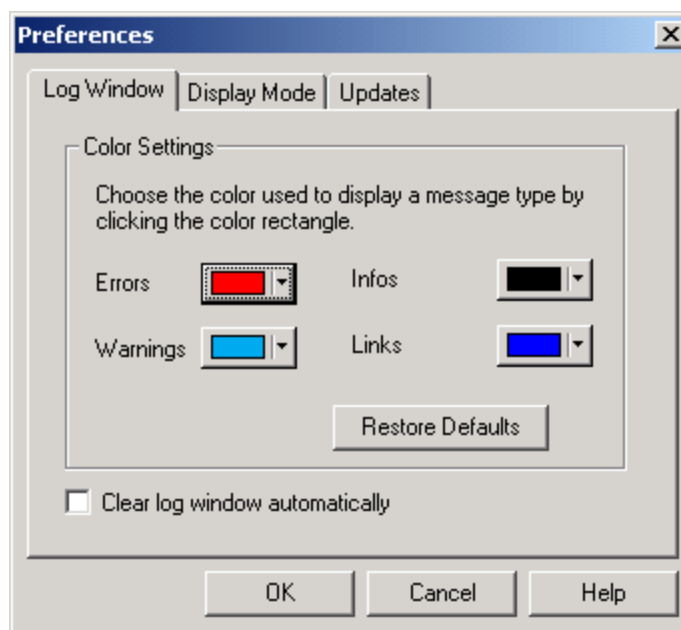 Preferences
Log Window Display Mode Updates
Color Settings
Choose the color used to display a message type by
clicking the color rectangle.
Errors Infos
Warnings Links
Restore Defaults
Clear log window automatically
OK Cancel Help